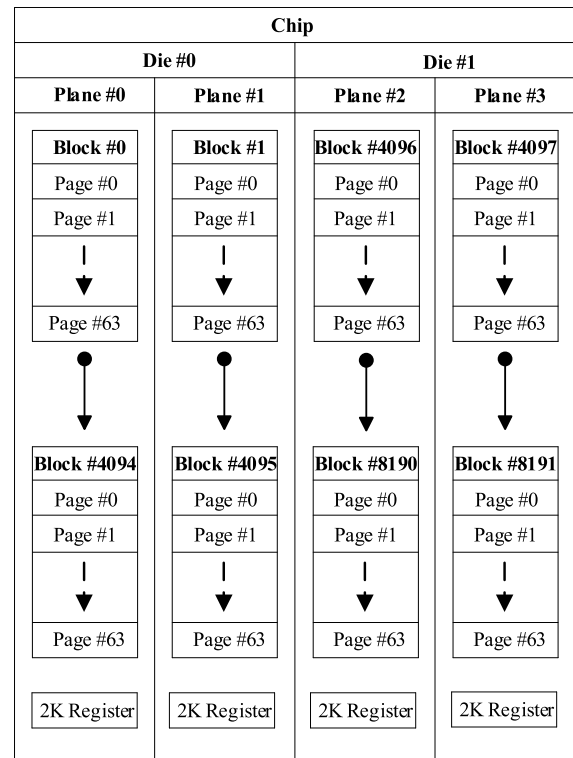 Chip
Die #0 Die #1
Plane #0 Plane #1 Plane #2 Plane #3
Block #0 Block #1 Block #4096 Block #4097
Page #0 Page #0 Page #0 Page #0
Page #1 Page #1 Page #1 Page #1
Page #63 Page #63 Page #63 Page #63
Block #4094 Block #4095 Block #8190 Block #8191
Page #0 Page #0 Page #0 Page #0
Page #1 Page #1 Page #1 Page #1
Page #63 Page #63 Page #63 Page #63
2K Register 2K Register 2K Register 2K Register